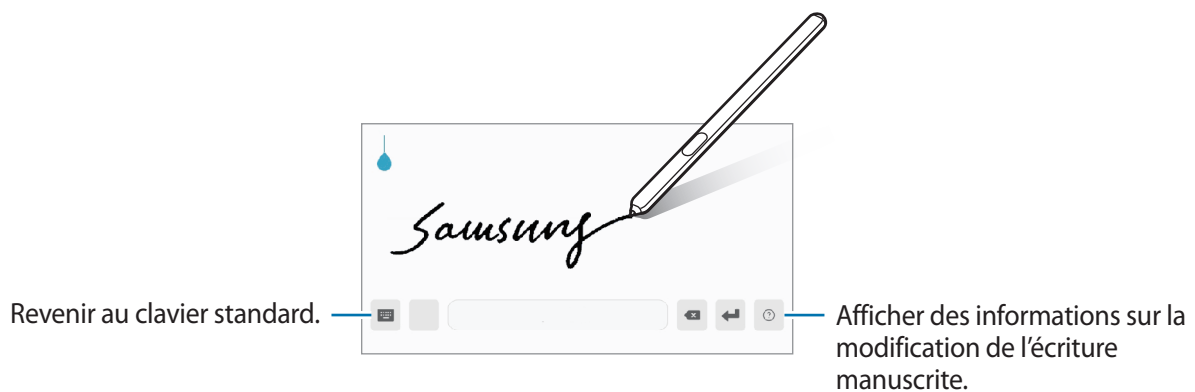 Samsung
Revenir au clavier standard.
Afficher des informations sur la
modification de l'écriture
manuscrite.